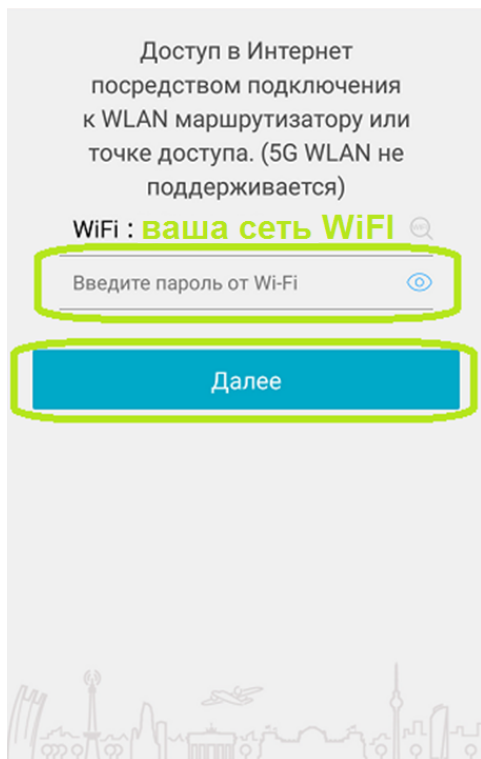 Доступ в Интернет
посредством подключения
к WLAN маршрутизатору или
точке доступа. (5G WLAN не
поддерживается)
WiFi : ваша сеть WiFI
Введите пароль от Wi-Fi
Далее